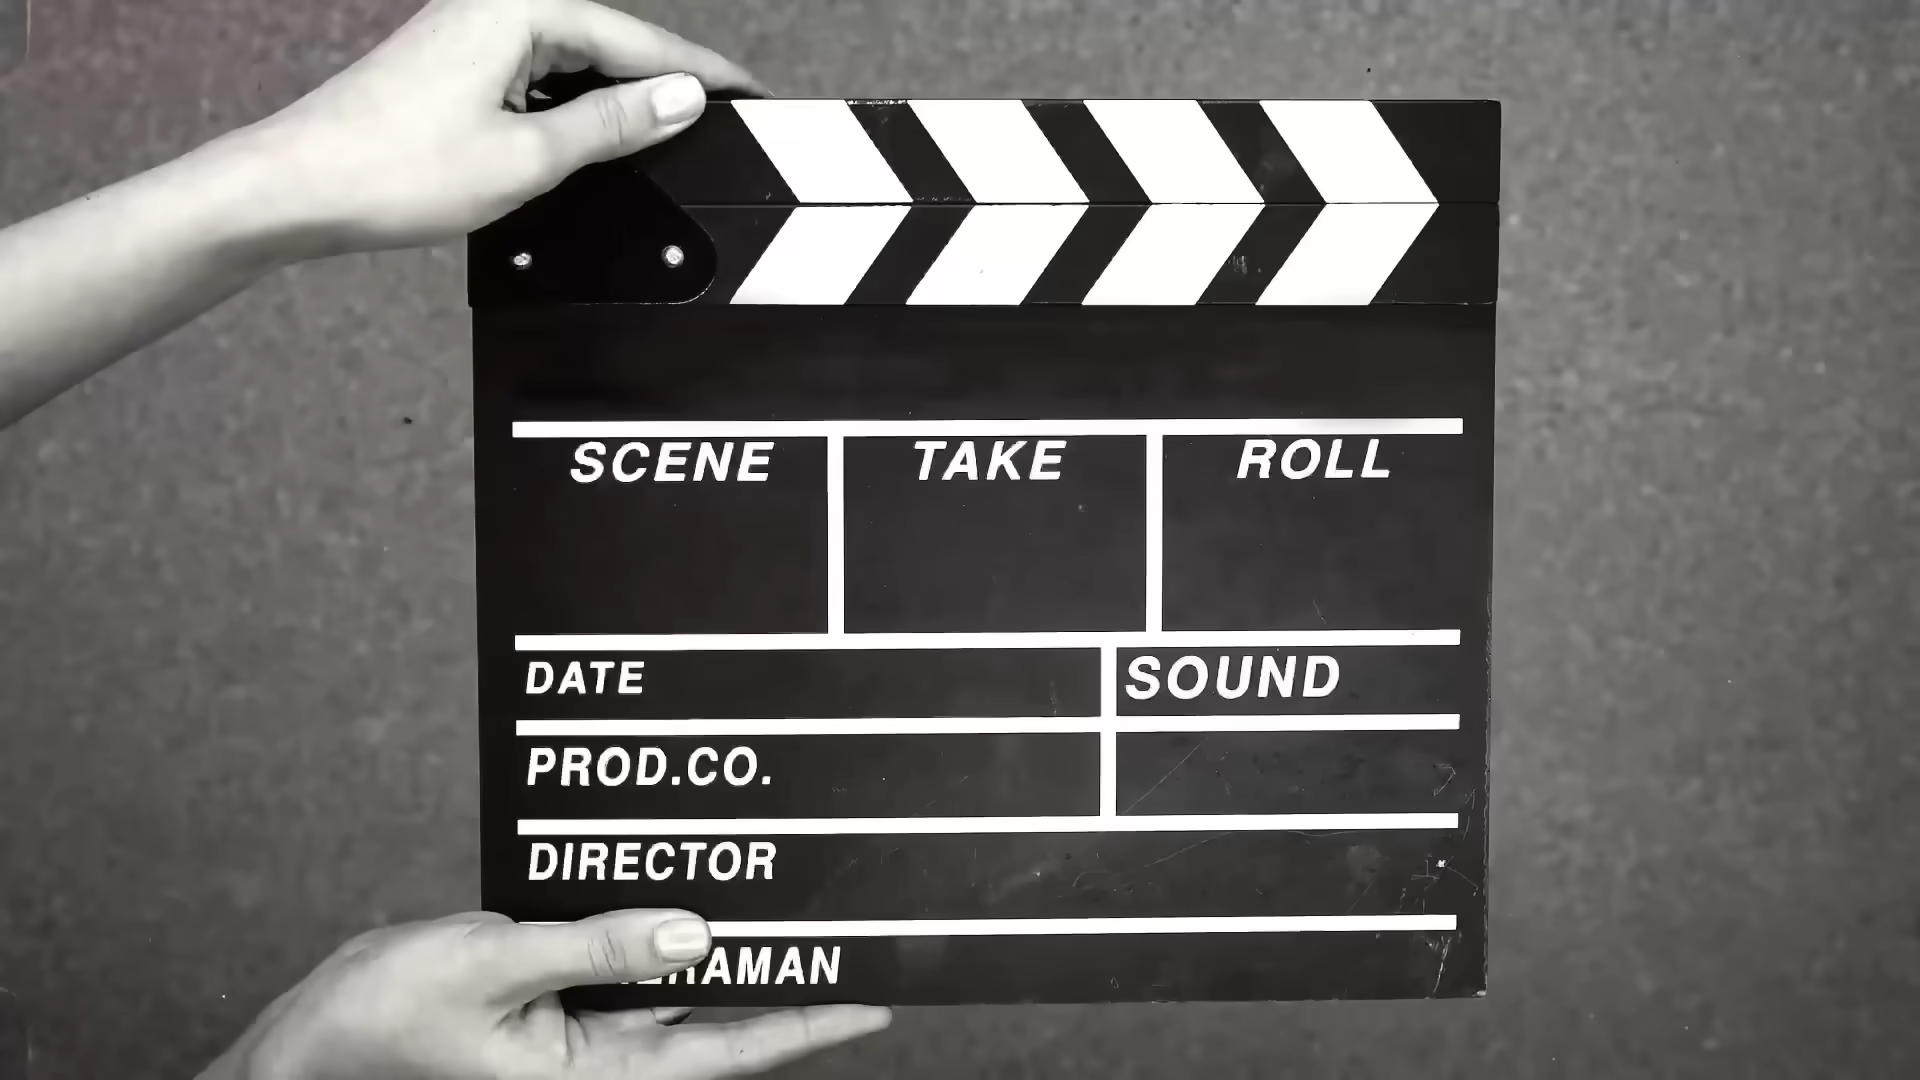 SCENE TAKE ROLL
DATE SOUND
PROD.CO.
DIRECTOR